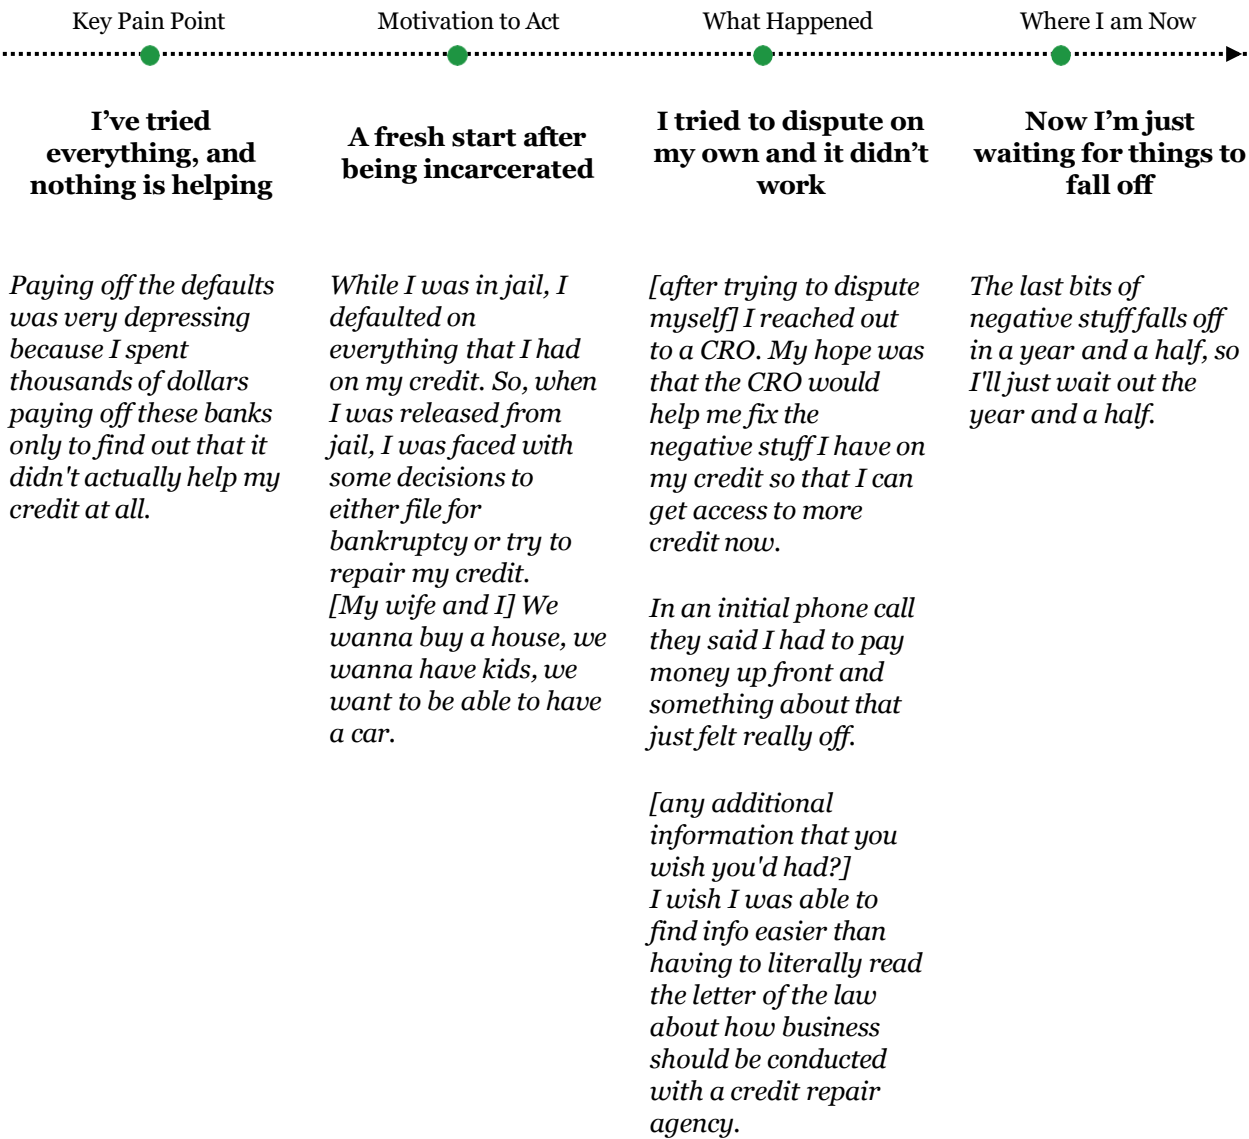 Key Pain Point
Motivation to Act
What Happened
Where I am Now
I’ve tried
everything, and
nothing is helping
A fresh start after
being incarcerated
I tried to dispute on
my own and it didn’t
work
Now I’m just
waiting for things to
fall off
Paying off the defaults
was very depressing
because I spent
thousands of dollars
paying off these banks
only to find out that it
didn't actually help my
credit at all.
While I was in jail, I
defaulted on
everything that I had
on my credit. So, when
I was released from
jail, I was faced with
some decisions to
either file for
bankruptcy or try to
repair my credit.
[My wife and I] We
wanna buy a house, we
wanna have kids, we
want to be able to have
a car.
[after trying to dispute
myself] I reached out
to a CRO. My hope was
that the CRO would
help me fix the
negative stuff I have on
my credit so that I can
get access to more
credit now.
In an initial phone call
they said I had to pay
money up front and
something about that
just felt really off.
[any additional
information that you
wish you'd had?]
I wish I was able to
find info easier than
having to literally read
the letter of the law
about how business
should be conducted
with a credit repair
agency.
The last bits of
negative stuff falls off
in a year and a half, so
I'll just wait out the
year and a half.